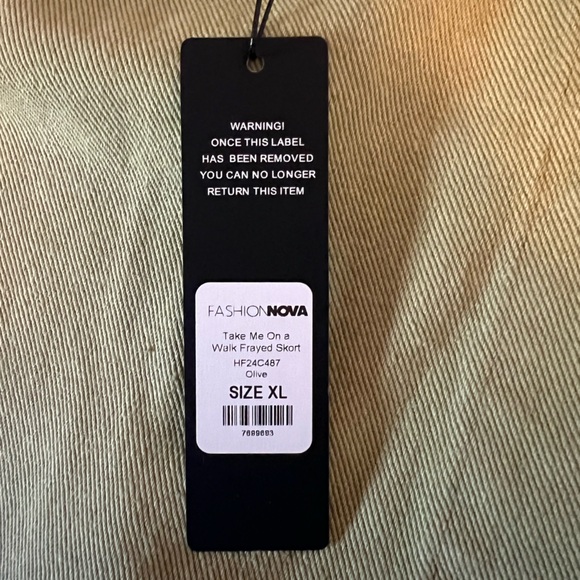 WARNING!
ONCE THIS LABEL
HAS BEEN REMOVED
YOU CAN NO LONGER
RETURN THIS ITEM
FASHIONNOVA
Take Me On a
Walk Frayed Skort
HF24C487
Olive
SIZE XL